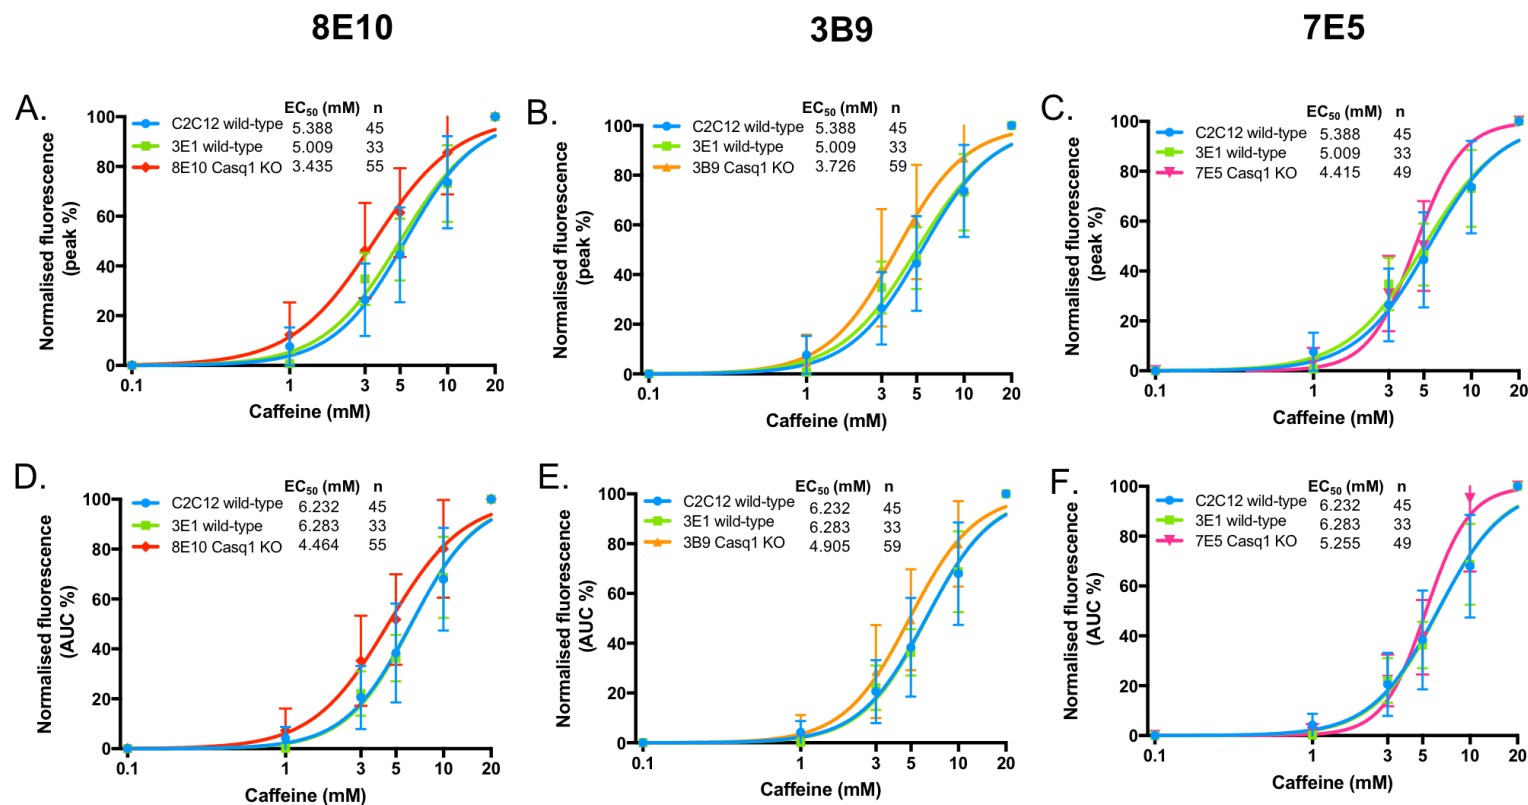 8E10 3B9 7E5
A. B. C.
EC₅₀ (mM) n
C2C12 wild-type 5.388 45
3E1 wild-type 5.009 33
8E10 Casq1 KO 3.435 55
Normalised fluorescence
(peak %)
100
80
60
40
20
0
0.1 1 3 5 10 20
Caffeine (mM)
EC₅₀ (mM) n
C2C12 wild-type 5.388 45
3E1 wild-type 5.009 33
3B9 Casq1 KO 3.726 59
Normalised fluorescence
(peak %)
100
80
60
40
20
0
0.1 1 3 5 10 20
Caffeine (mM)
EC₅₀ (mM) n
C2C12 wild-type 5.388 45
3E1 wild-type 5.009 33
7E5 Casq1 KO 4.415 49
Normalised fluorescence
(peak %)
100
80
60
40
20
0
0.1 1 3 5 10 20
Caffeine (mM)
D. E. F.
EC₅₀ (mM) n
C2C12 wild-type 6.232 45
3E1 wild-type 6.283 33
8E10 Casq1 KO 4.464 55
Normalised fluorescence
(AUC %)
100
80
60
40
20
0
0.1 1 3 5 10 20
Caffeine (mM)
EC₅₀ (mM) n
C2C12 wild-type 6.232 45
3E1 wild-type 6.283 33
3B9 Casq1 KO 4.905 59
Normalised fluorescence
(AUC %)
100
80
60
40
20
0
0.1 1 3 5 10 20
Caffeine (mM)
EC₅₀ (mM) n
C2C12 wild-type 6.232 45
3E1 wild-type 6.283 33
7E5 Casq1 KO 5.255 49
Normalised fluorescence
(AUC %)
100
80
60
40
20
0
0.1 1 3 5 10 20
Caffeine (mM)